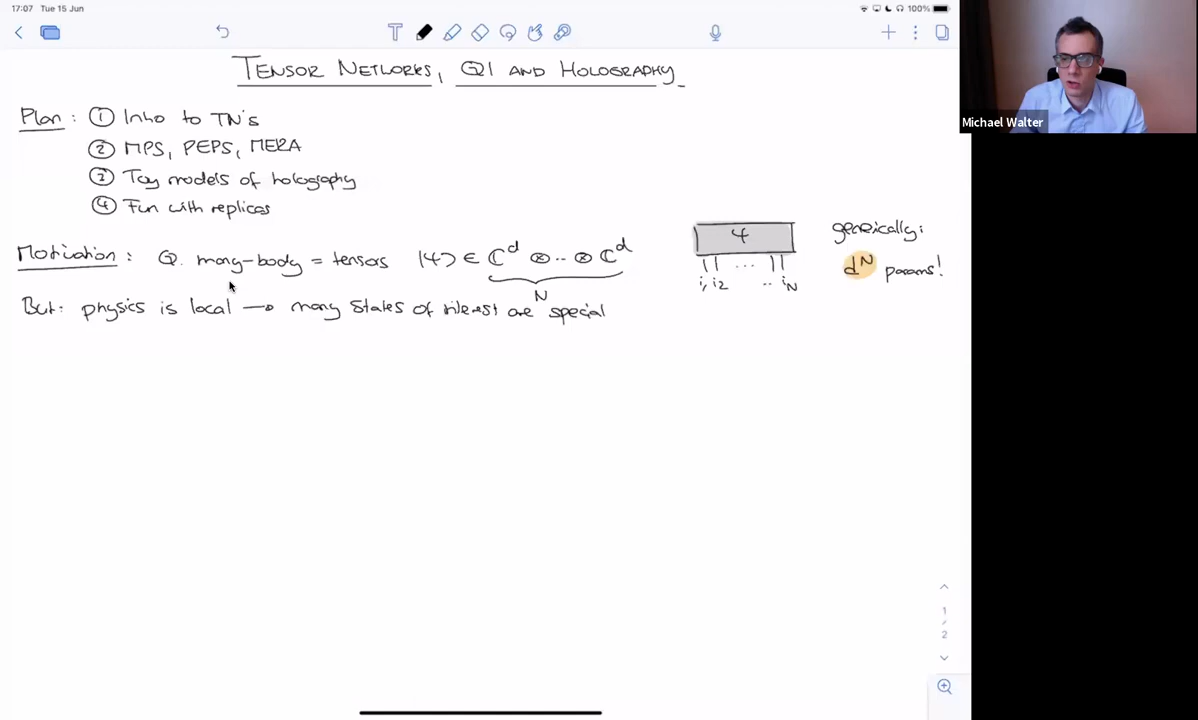 17:07 Tue 15 Jun
100%
TENSOR NETWORKS, QI AND HOLOGRAPHY
Michael Walter
Plan: ① Intro to TN's
② MPS, PEPS, MERA
③ Toy models of holography
④ Fun with replicas
Motivation: Q. many-body = tensors |ψ⟩ ∈ ℂ^d ⊗ ·· ⊗ ℂ^d
N
ψ
i₁ i₂ ·· i_N
generically:
d^N params!
But: physics is local → many states of interest are special
1
/
2